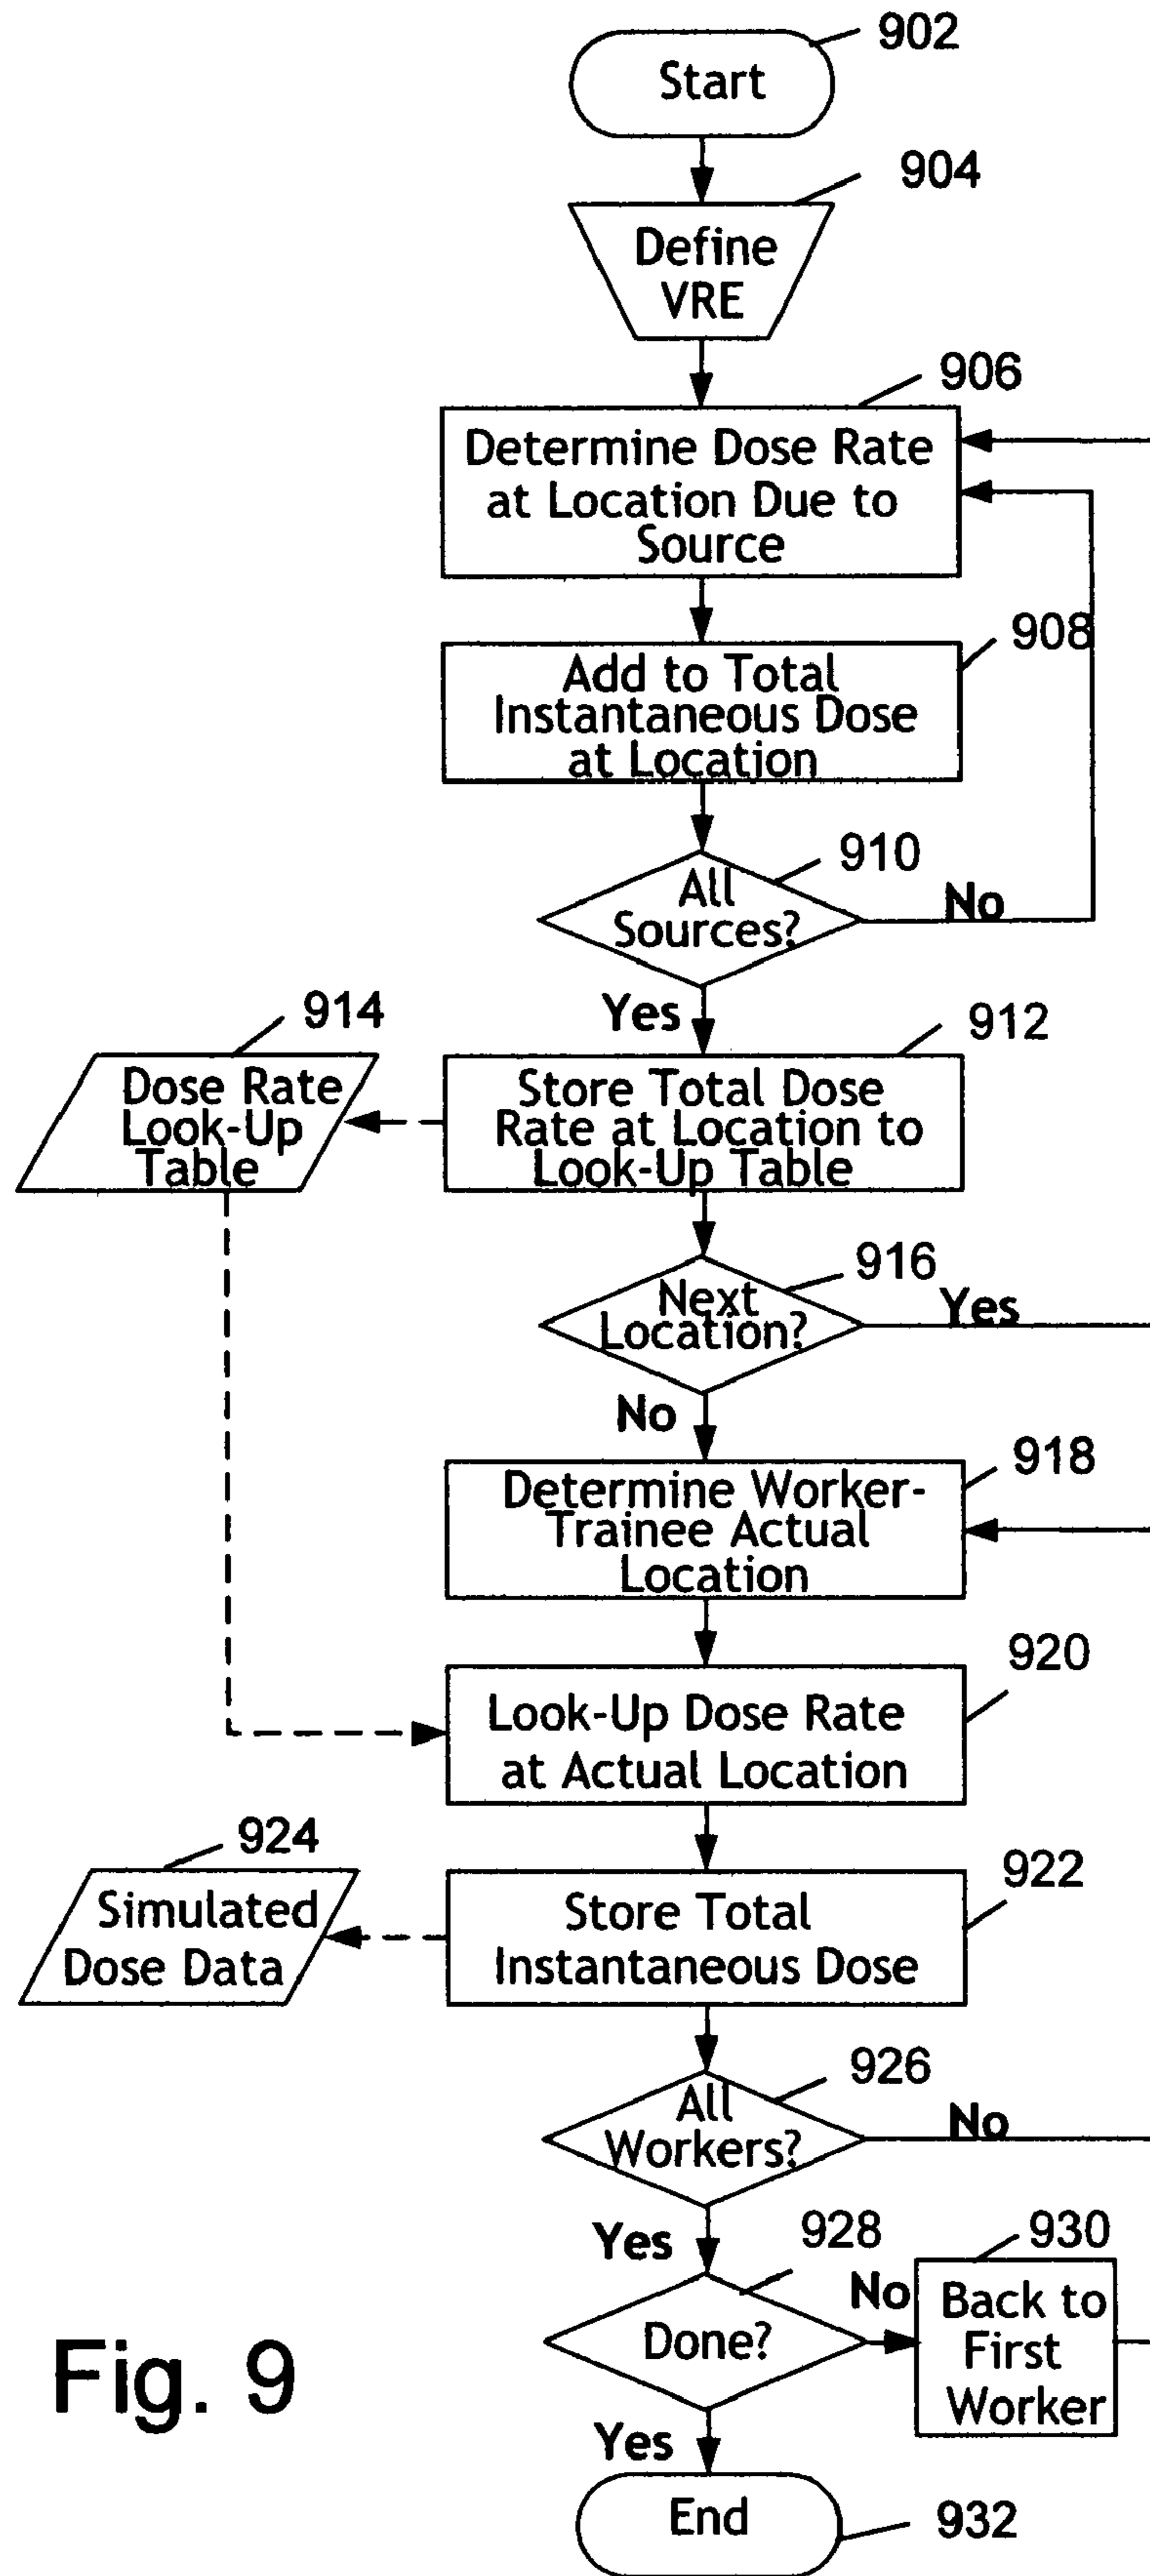 902
Start
904
Define
VRE
906
Determine Dose Rate
at Location Due to
Source
908
Add to Total
Instantaneous Dose
at Location
910
All
Sources?
No
Yes
914
912
Dose Rate
Look-Up
Table
Store Total Dose
Rate at Location to
Look-Up Table
916
Next
Location?
Yes
No
918
Determine Worker-
Trainee Actual
Location
920
Look-Up Dose Rate
at Actual Location
924
922
Simulated
Dose Data
Store Total
Instantaneous Dose
926
All
Workers?
No
Yes
928
930
Done?
No
Back to
First
Worker
Fig. 9
Yes
End
932